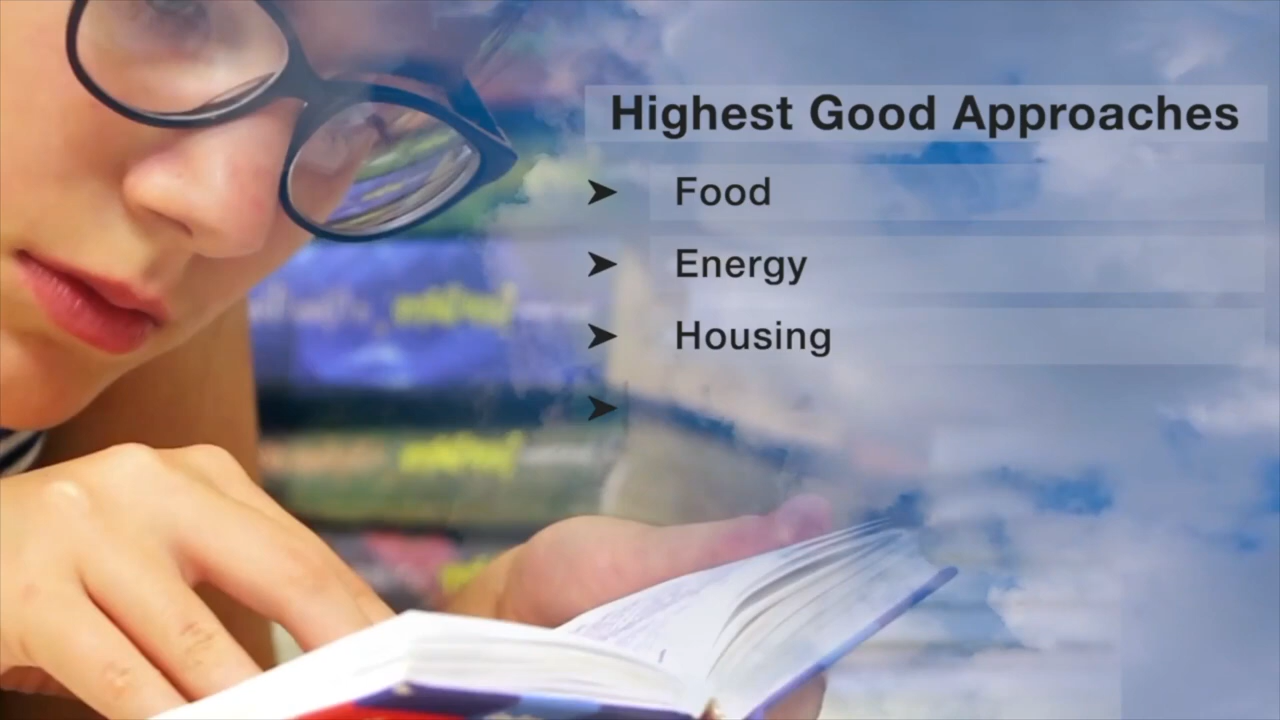 Highest Good Approaches
➤ Food
➤ Energy
➤ Housing
➤